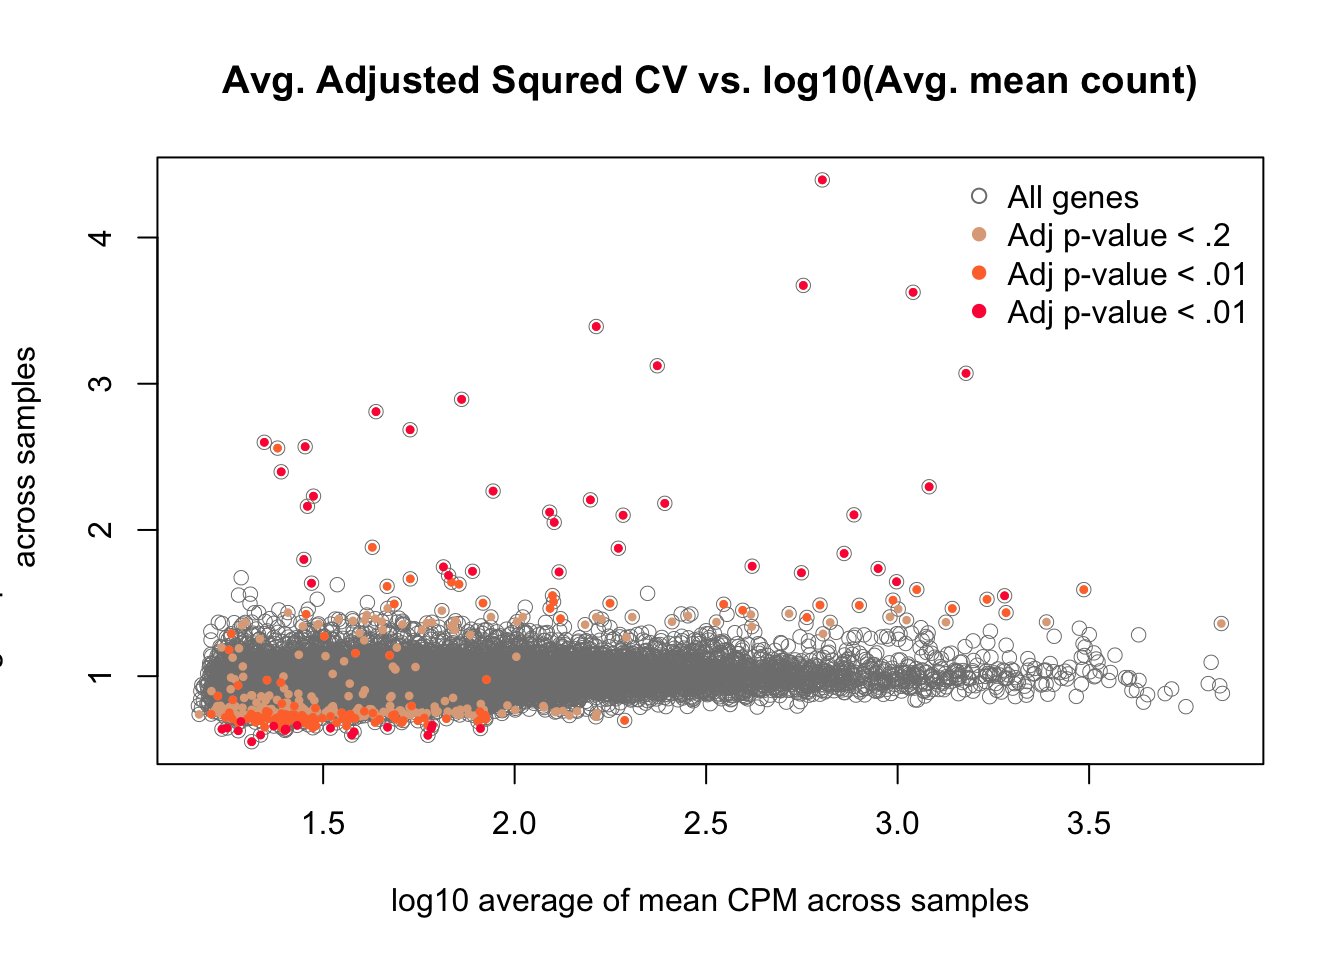 Avg. Adjusted Squred CV vs. log10(Avg. mean count)
All genes
Adj p-value < .2
Adj p-value < .01
Adj p-value < .01
across samples
4
3
2
1
1.5
2.0
2.5
3.0
3.5
log10 average of mean CPM across samples